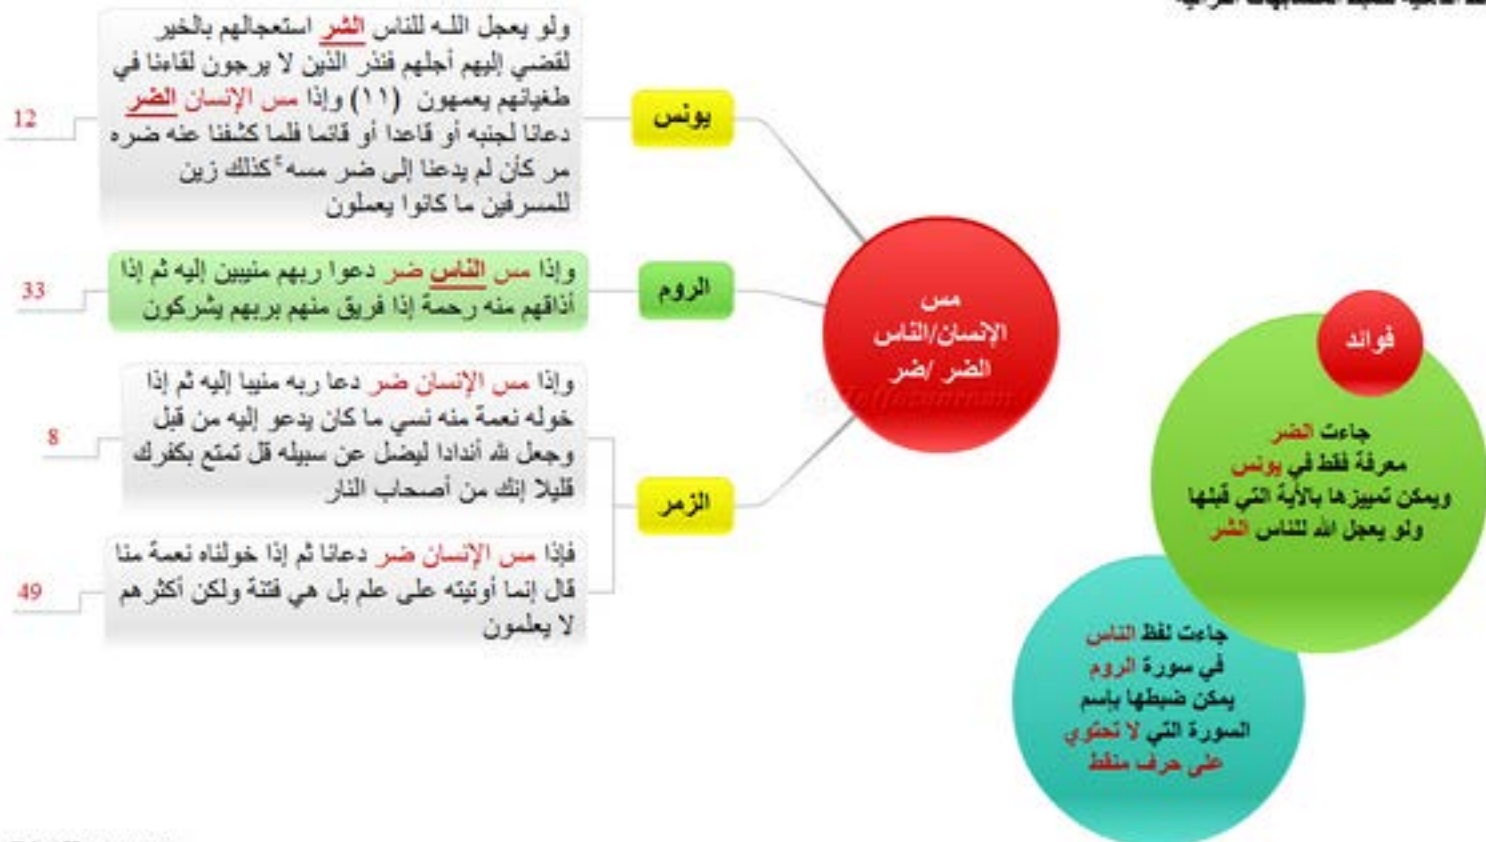 ولو يعجل اللـه للناس الشر استعجالهم بالخير
لقضي إليهم أجلهم فنذر الذين لا يرجون لقاءنا في
طغيانهم يعمهون (١١) وإذا مس الإنسان الضر
دعانا لجنبه أو قاعدا أو قائما فلما كشفنا عنه ضره
مر كأن لم يدعنا إلى ضر مسه ۚ كذلك زين
للمسرفين ما كانوا يعملون
12
يونس
وإذا مس الناس ضر دعوا ربهم منيبين إليه ثم إذا
أذاقهم منه رحمة إذا فريق منهم بربهم يشركون
33
الروم
وإذا مس الإنسان ضر دعا ربه منيبا إليه ثم إذا
خوله نعمة منه نسي ما كان يدعو إليه من قبل
وجعل لله أندادا ليضل عن سبيله قل تمتع بكفرك
قليلا إنك من أصحاب النار
8
الزمر
فإذا مس الإنسان ضر دعانا ثم إذا خولناه نعمة منا
قال إنما أوتيته على علم بل هي فتنة ولكن أكثرهم
لا يعلمون
49
مس
الإنسان/الناس
الضر /ضر
فوائد
جاءت الضر
معرفة فقط في يونس
ويمكن تمييزها بالأية التي قبلها
ولو يعجل الله للناس الشر
جاءت لفظ الناس
في سورة الروم
يمكن ضبطها بإسم
السورة التي لا تحتوي
على حرف منقط